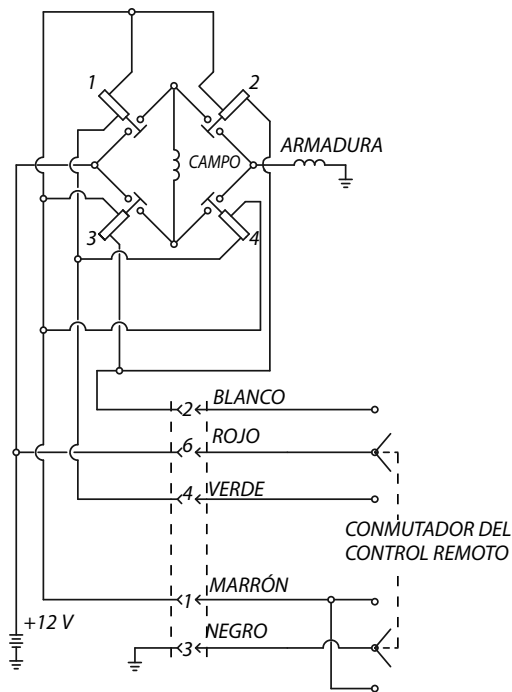 1
2
ARMADURA
CAMPO
3
4
2 BLANCO
6 ROJO
4 VERDE
CONMUTADOR DEL
CONTROL REMOTO
1 MARRÓN
+12 V
3 NEGRO